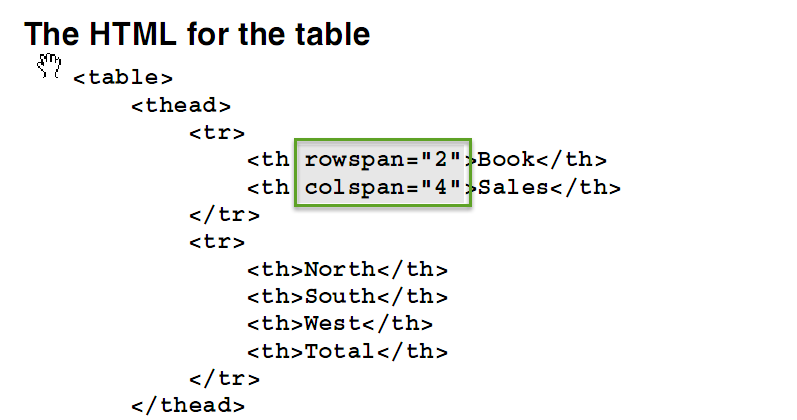 The HTML for the table
<table>
<thead>
<tr>
<th rowspan="2">Book</th>
<th colspan="4">Sales</th>
</tr>
<tr>
<th>North</th>
<th>South</th>
<th>West</th>
<th>Total</th>
</tr>
</thead>